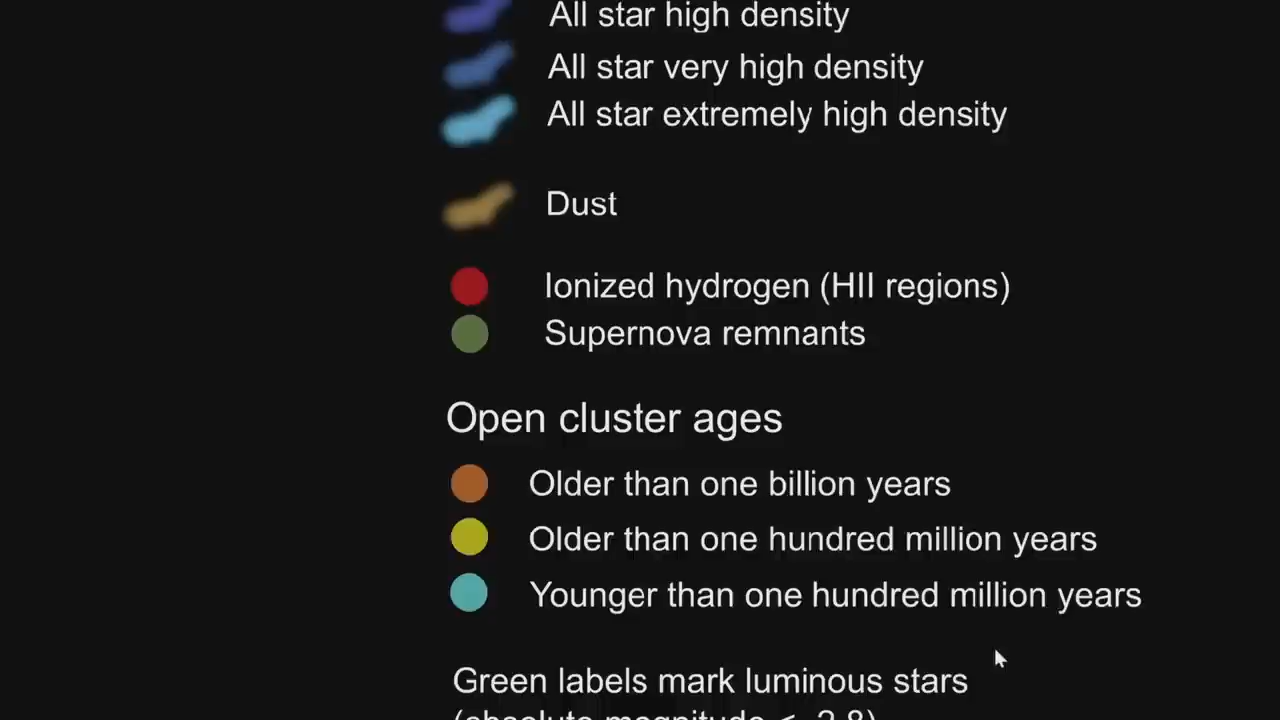 All star high density
All star very high density
All star extremely high density
Dust
Ionized hydrogen (HII regions)
Supernova remnants
Open cluster ages
Older than one billion years
Older than one hundred million years
Younger than one hundred million years
Green labels mark luminous stars
(absolute magnitude <